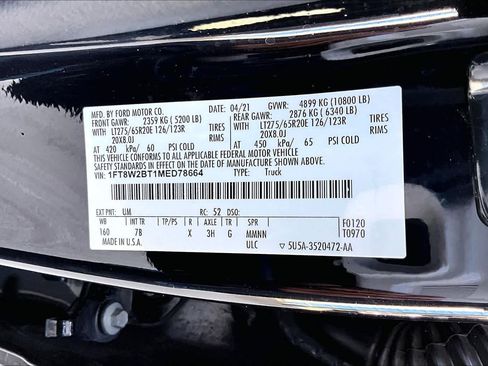 MFD. BY FORD MOTOR CO. 04/21 GVWR: 4899 KG (10800 LB)
FRONT GAWR: 2359 KG ( 5200 LB) REAR GAWR: 2876 KG ( 6340 LB)
WITH LT275/65R20E 126/123R TIRES WITH LT275/65R20E 126/123R TIRES
20X8.0J RIMS 20X8.0J RIMS
AT 420 kPa/ 60 PSI COLD AT 450 kPa/ 65 PSI COLD
THIS VEHICLE CONFORMS TO ALL APPLICABLE FEDERAL MOTOR VEHICLE
SAFETY STANDARDS IN EFFECT ON THE DATE OF MANUFACTURE SHOWN ABOVE.
VIN: 1FT8W2BT1MED78664 TYPE: Truck
EXT PNT: UM RC: 52 DSO: F0120
WB INT TR TP/PS R AXLE TR SPR T0970
160 7B X 3H G MMNN
MADE IN U.S.A. ULC ▽ 5U5A-3520472-AA